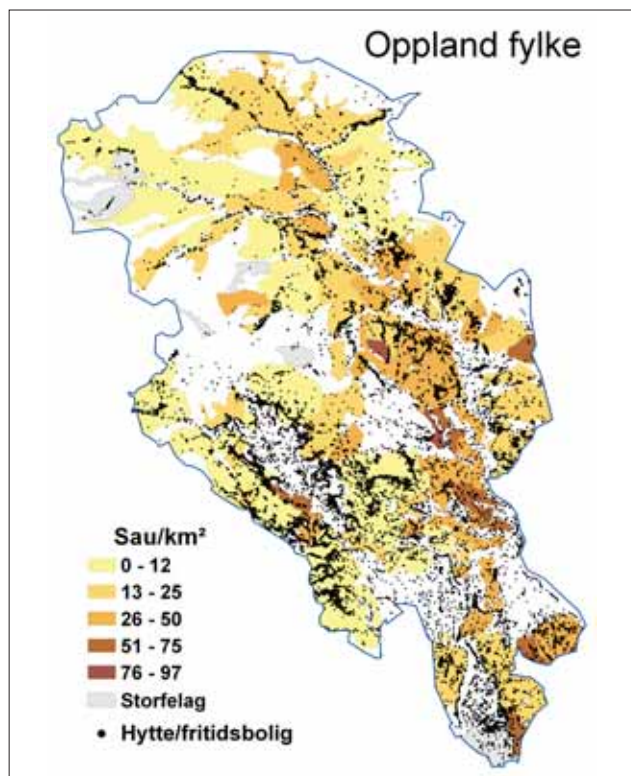 Oppland fylke
Sau/km²
0 - 12
13 - 25
26 - 50
51 - 75
76 - 97
Storfelag
Hytte/fritidsbolig